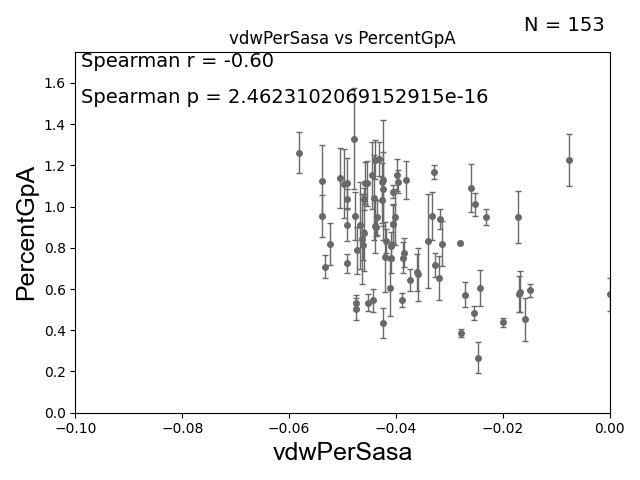 N = 153
vdwPerSasa vs PercentGpA
Spearman r = -0.60
Spearman p = 2.4623102069152915e-16
PercentGpA
1.6
1.4
1.2
1.0
0.8
0.6
0.4
0.2
0.0
−0.10 −0.08 −0.06 −0.04 −0.02 0.00
vdwPerSasa